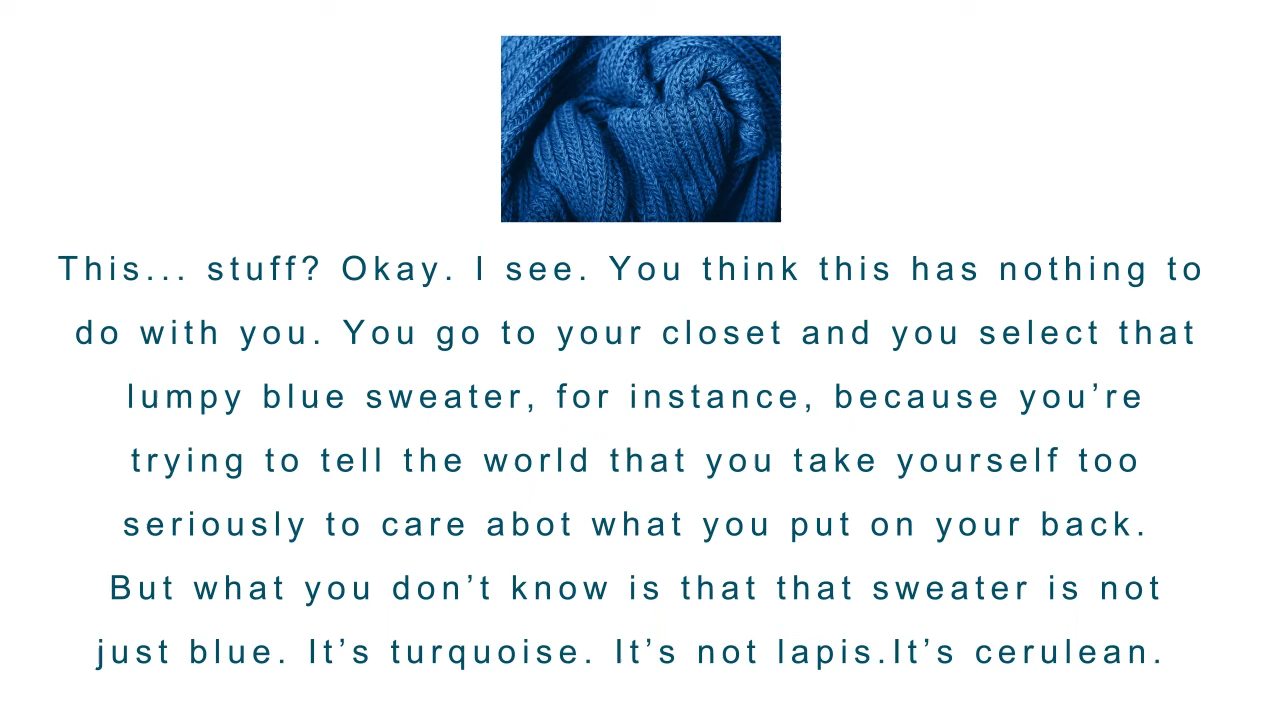 This... stuff? Okay. I see. You think this has nothing to
do with you. You go to your closet and you select that
lumpy blue sweater, for instance, because you’re
trying to tell the world that you take yourself too
seriously to care abot what you put on your back.
But what you don’t know is that that sweater is not
just blue. It’s turquoise. It’s not lapis.It’s cerulean.